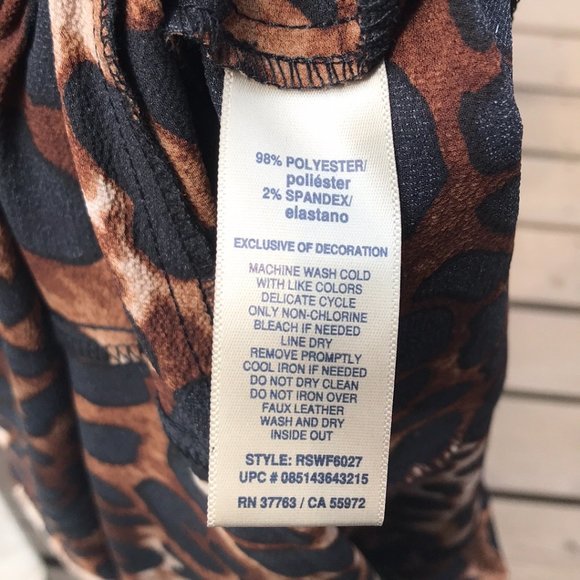 98% POLYESTER/
poliéster
2% SPANDEX/
elastano
EXCLUSIVE OF DECORATION
MACHINE WASH COLD
WITH LIKE COLORS
DELICATE CYCLE
ONLY NON-CHLORINE
BLEACH IF NEEDED
LINE DRY
REMOVE PROMPTLY
COOL IRON IF NEEDED
DO NOT DRY CLEAN
DO NOT IRON OVER
FAUX LEATHER
WASH AND DRY
INSIDE OUT
STYLE: RSWF6027
UPC # 085143643215
RN 37763 / CA 55972